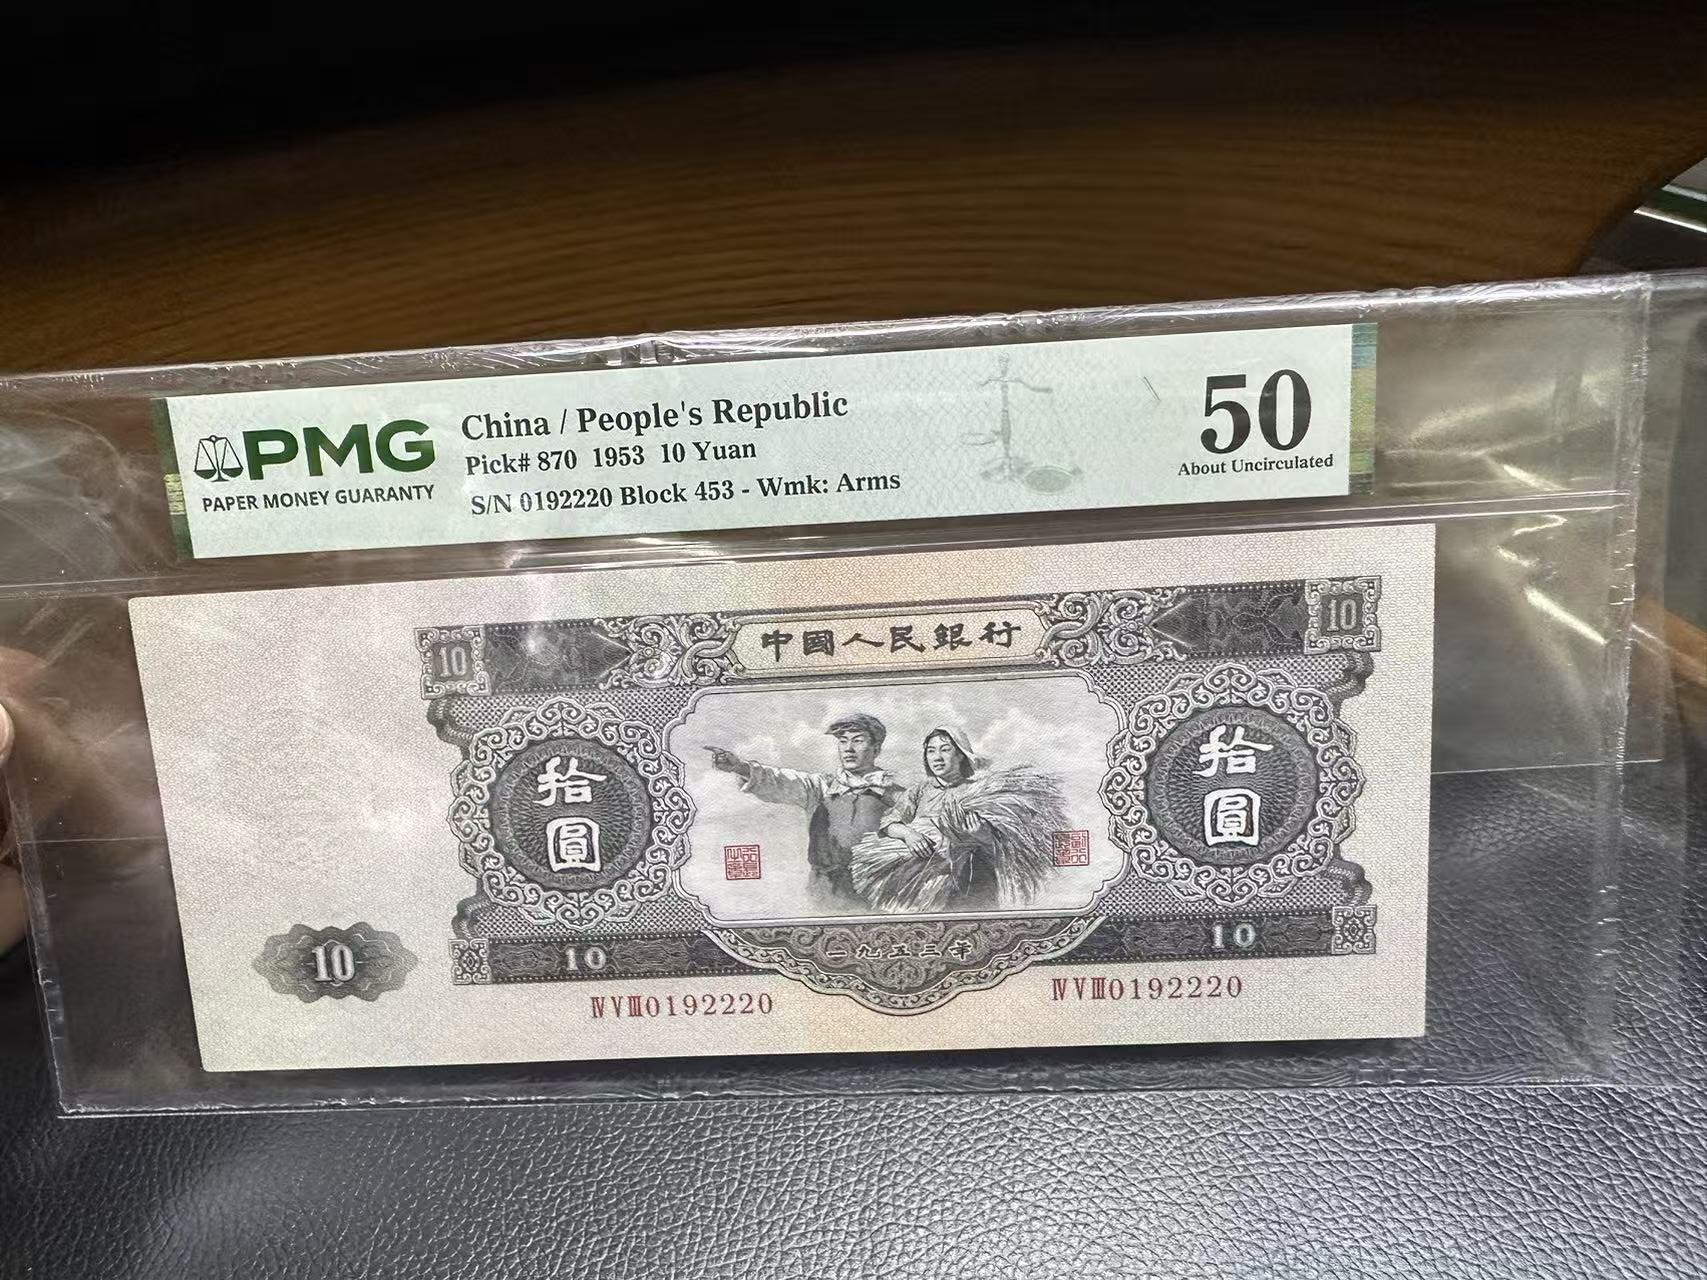 PMG
PAPER MONEY GUARANTY
China / People's Republic
Pick# 870 1953 10 Yuan
S/N 0192220 Block 453 - Wmk: Arms
50
About Uncirculated
10
中國人民銀行
10
拾圓
拾圓
10
10
一九五三年
10
ⅣⅤⅢ0192220
ⅣⅤⅢ0192220